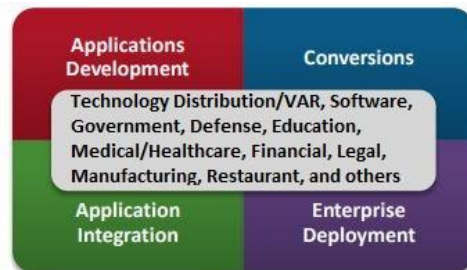 Applications
Development
Conversions
Technology Distribution/VAR, Software,
Government, Defense, Education,
Medical/Healthcare, Financial, Legal,
Manufacturing, Restaurant, and others
Application
Integration
Enterprise
Deployment